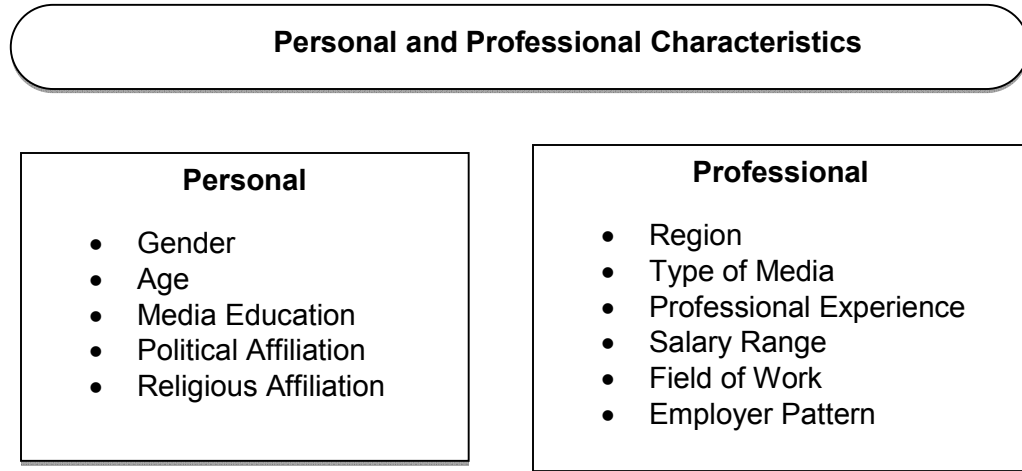 Personal and Professional Characteristics
Personal
• Gender
• Age
• Media Education
• Political Affiliation
• Religious Affiliation
Professional
• Region
• Type of Media
• Professional Experience
• Salary Range
• Field of Work
• Employer Pattern